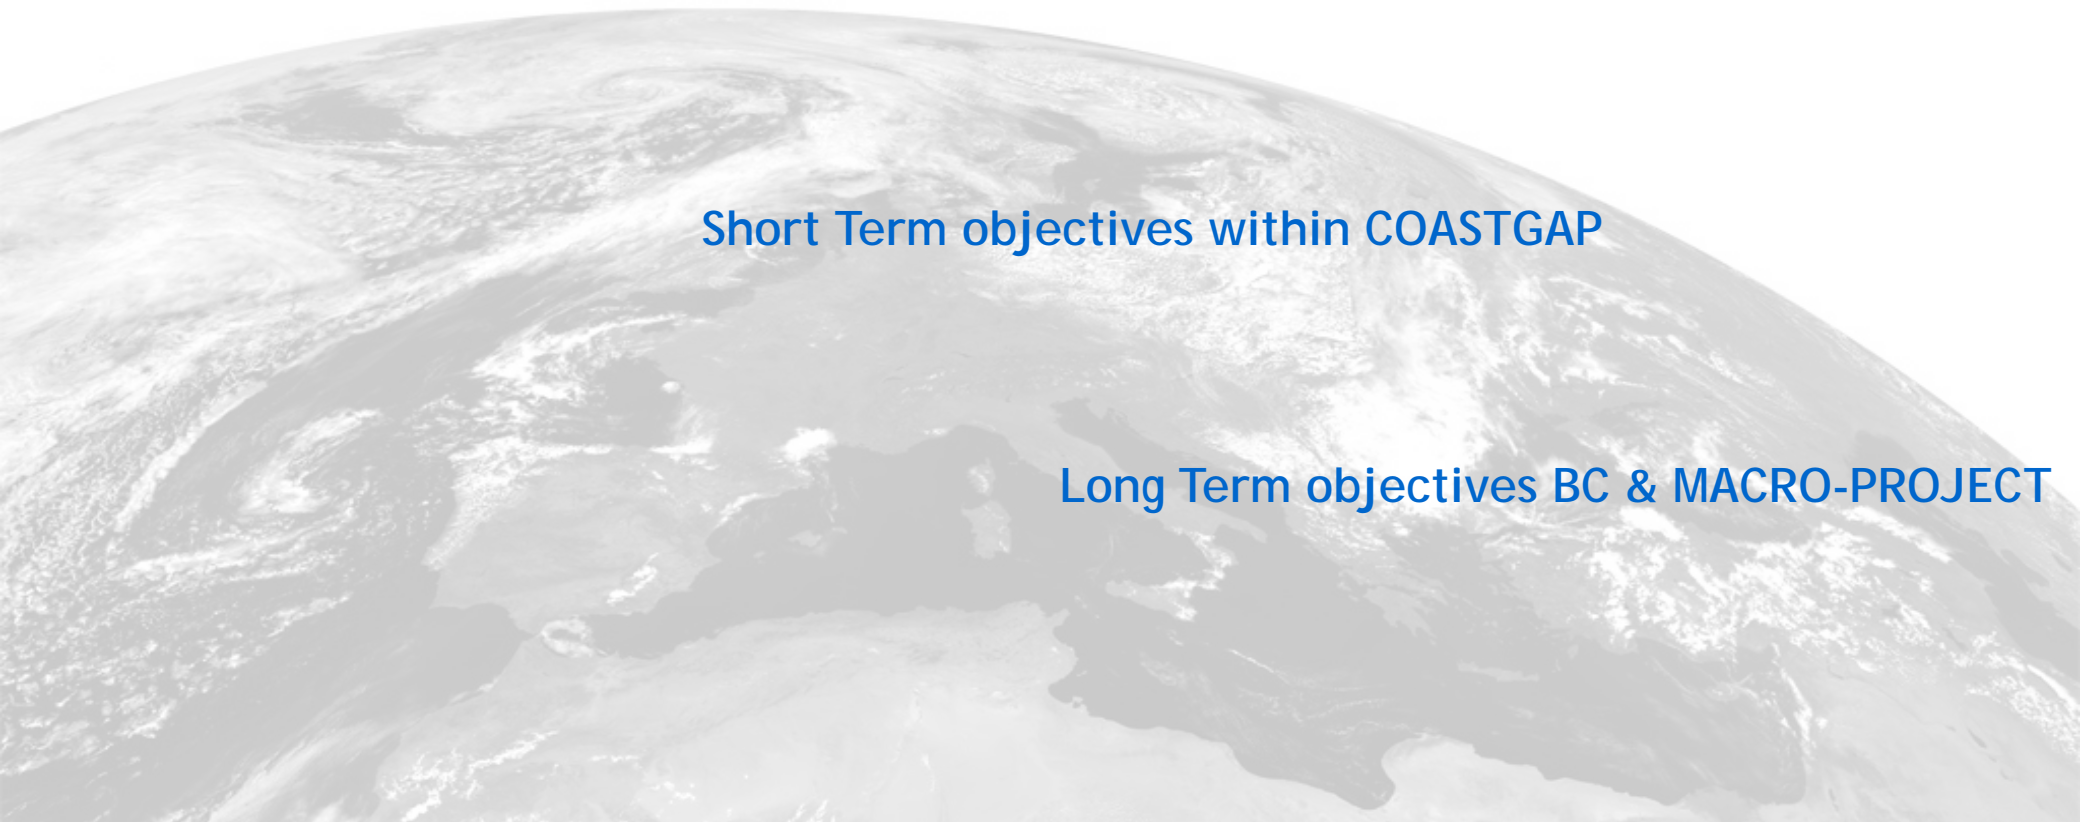 Short Term objectives within COASTGAP
Long Term objectives BC & MACRO-PROJECT